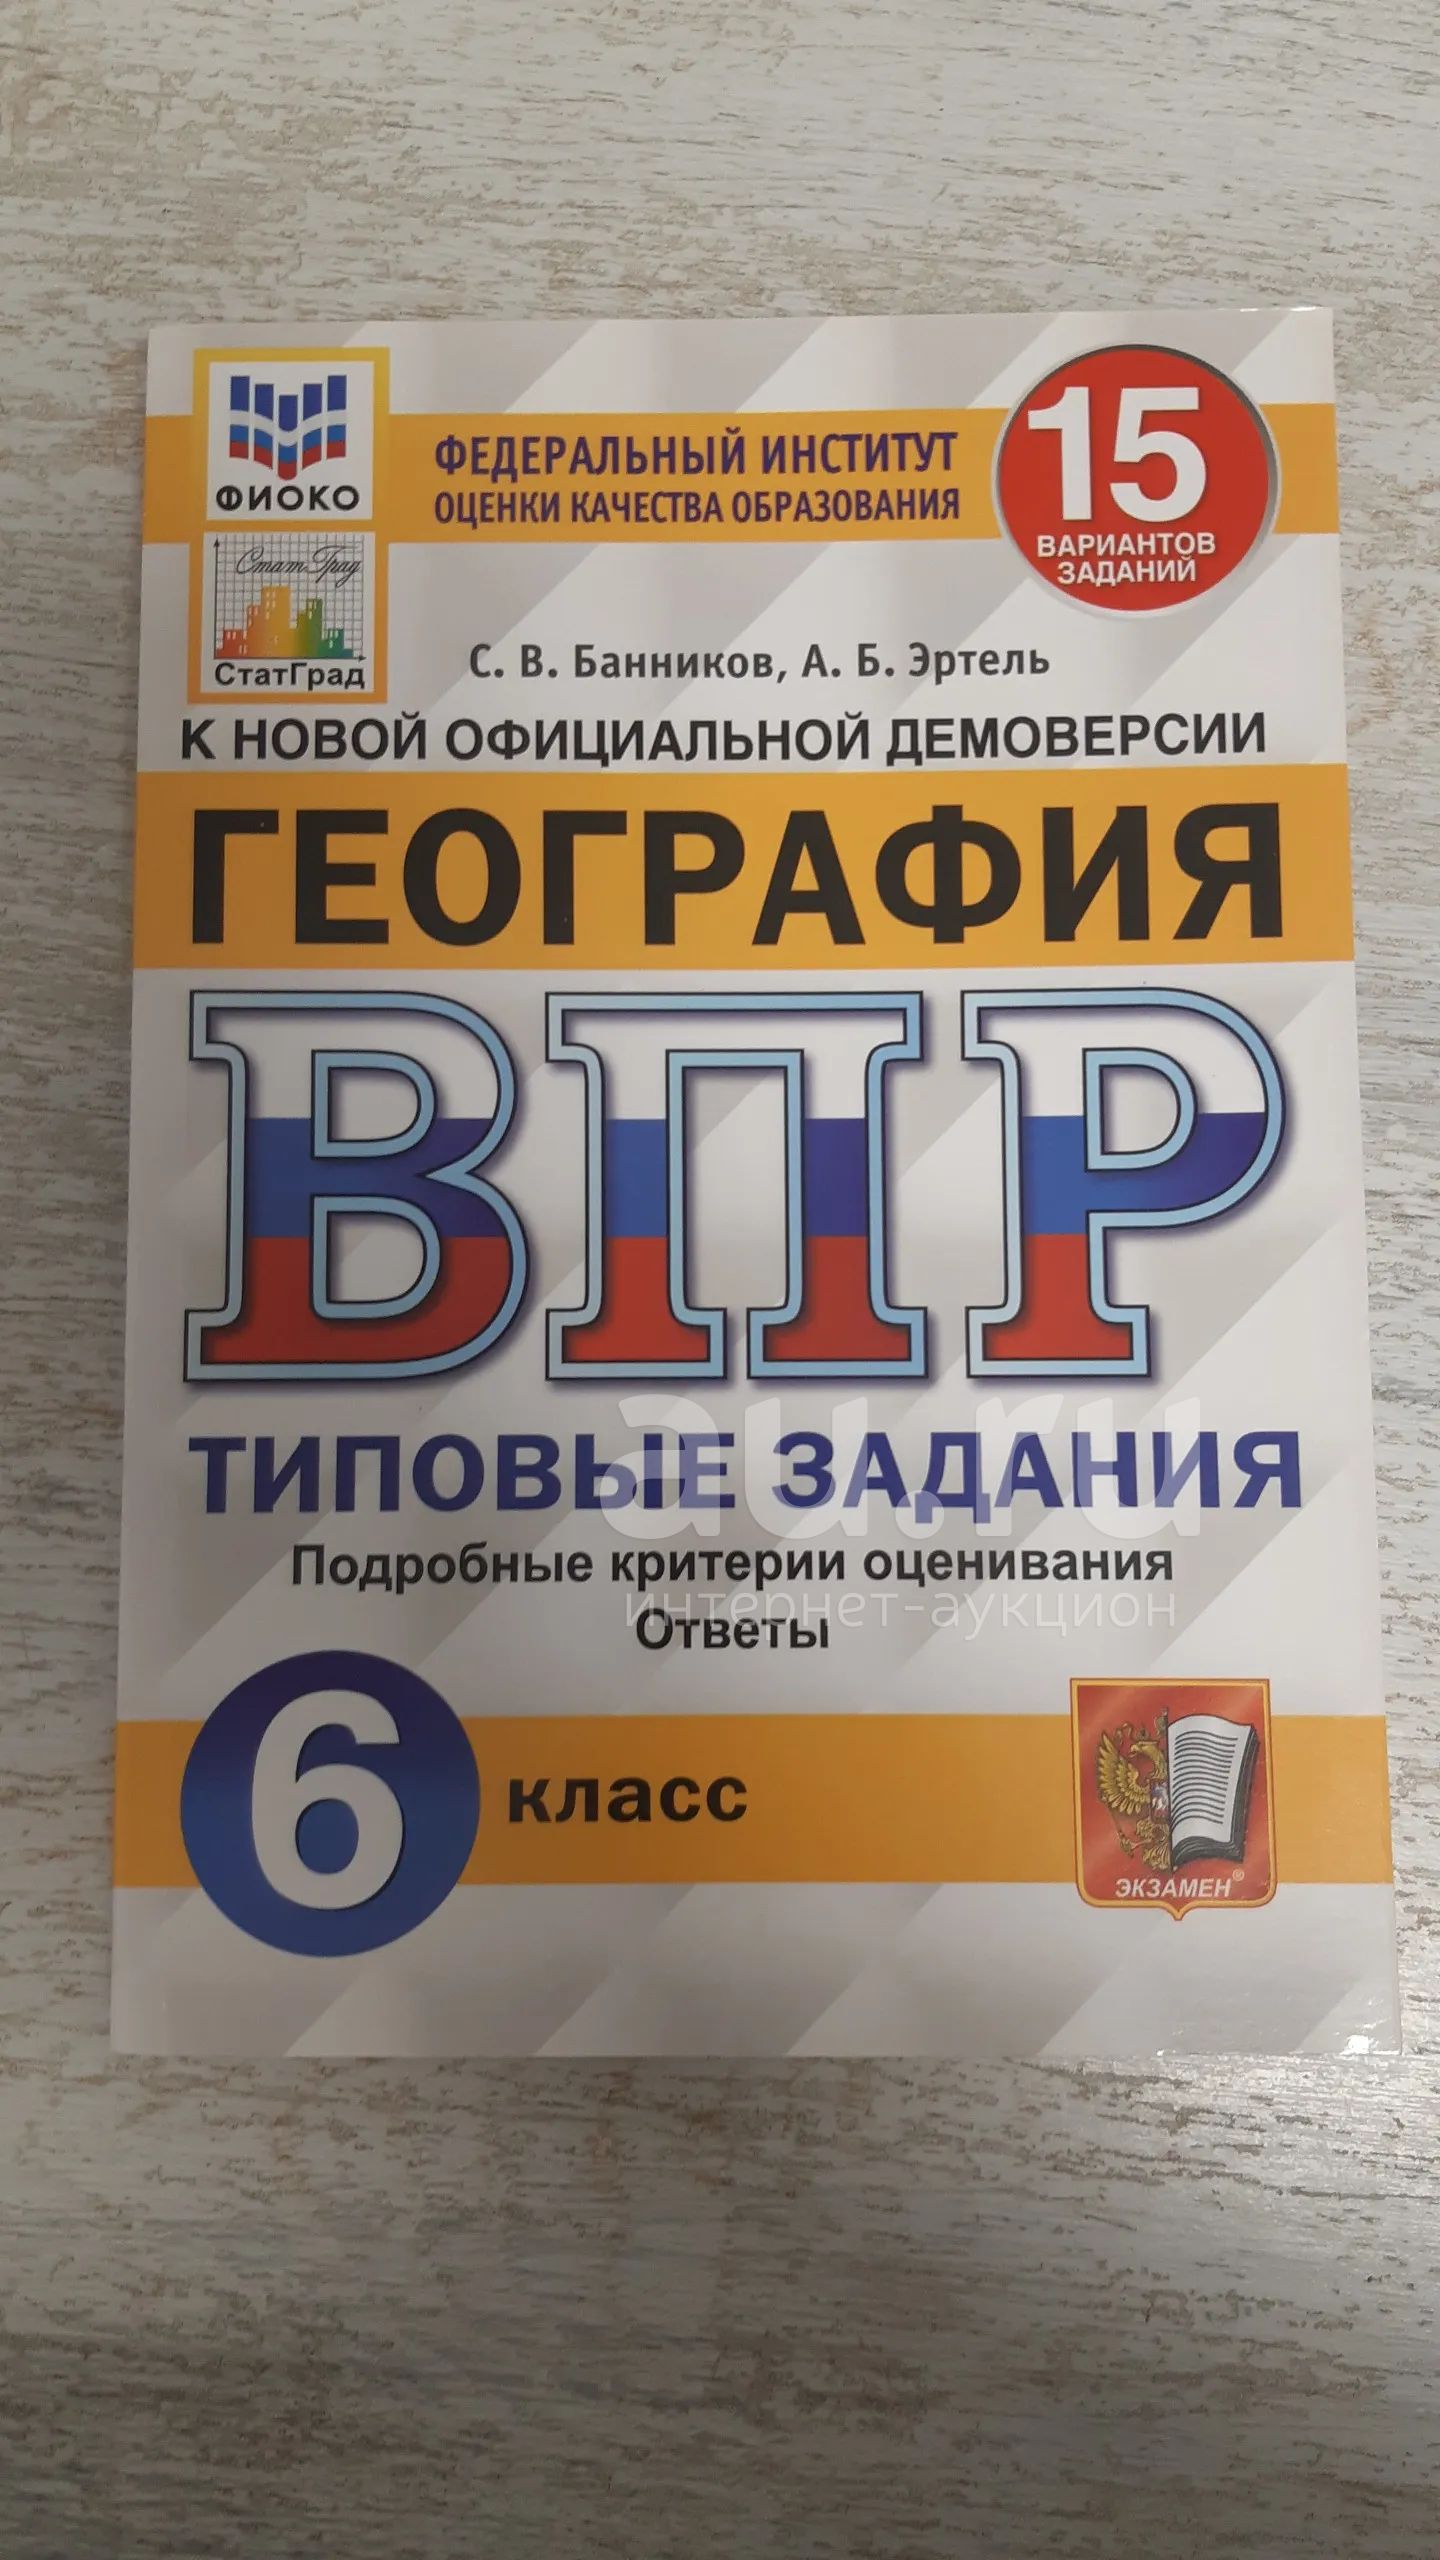 ФИОКО
ФЕДЕРАЛЬНЫЙ ИНСТИТУТ
ОЦЕНКИ КАЧЕСТВА ОБРАЗОВАНИЯ
15
ВАРИАНТОВ
ЗАДАНИЙ
СтатГрад
СтатГрад
С. В. Банников, А. Б. Эртель
К НОВОЙ ОФИЦИАЛЬНОЙ ДЕМОВЕРСИИ
ГЕОГРАФИЯ
ВПР
ТИПОВЫЕ ЗАДАНИЯ
au.ru
Подробные критерии оценивания
интернет-аукцион
Ответы
6 класс
ЭКЗАМЕН®